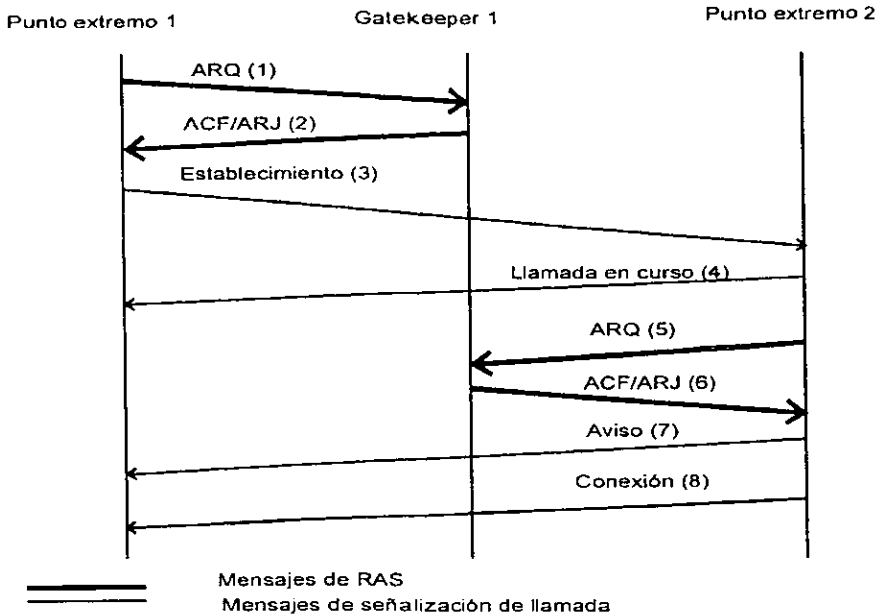 Punto extremo 1
Gatekeeper 1
Punto extremo 2
ARQ (1)
ACF/ARJ (2)
Establecimiento (3)
Llamada en curso (4)
ARQ (5)
ACF/ARJ (6)
Aviso (7)
Conexión (8)
Mensajes de RAS
Mensajes de señalización de llamada